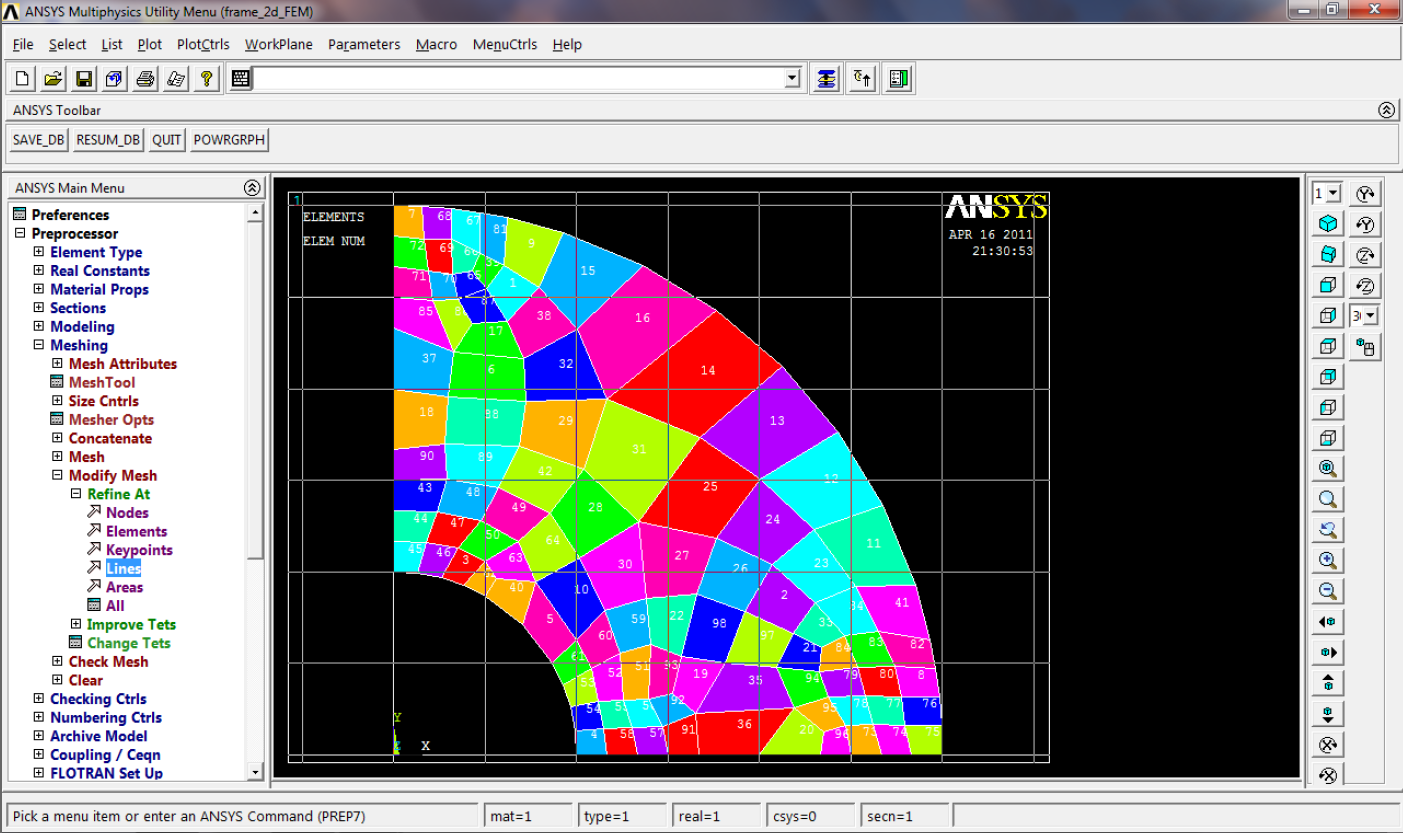 ANSYS Multiphysics Utility Menu (frame_2d_FEM)
File Select List Plot PlotCtrls WorkPlane Parameters Macro MenuCtrls Help
ANSYS Toolbar
SAVE_DB RESUM_DB QUIT POWRGRPH
ANSYS Main Menu
Preferences
Preprocessor
Element Type
Real Constants
Material Props
Sections
Modeling
Meshing
Mesh Attributes
MeshTool
Size Cntrls
Mesher Opts
Concatenate
Mesh
Modify Mesh
Refine At
Nodes
Elements
Keypoints
Lines
Areas
All
Improve Tets
Change Tets
Check Mesh
Clear
Checking Ctrls
Numbering Ctrls
Archive Model
Coupling / Ceqn
FLOTRAN Set Up
1
ELEMENTS
ELEM NUM
ANSYS
APR 16 2011
21:30:53
7 68 67 81 9 15
72 69 66 39
71 70 65 1
85 87 38 16
17
37 6 32 14
18 88 29 13
90 89 42 31 12
43 48 49 28 25 24
44 47 50 64 27 23 11
45 46 3 63 10 30 26 2
40 5 59 22 98 97 33 34 41
60 21 84 83 82
61 52 51 93 19 35 94 79 80 8
53 54 92 95 78 77 76
4 58 57 91 36 20 96 73 74 75
Y
X
1
Pick a menu item or enter an ANSYS Command (PREP7)
mat=1
type=1
real=1
csys=0
secn=1